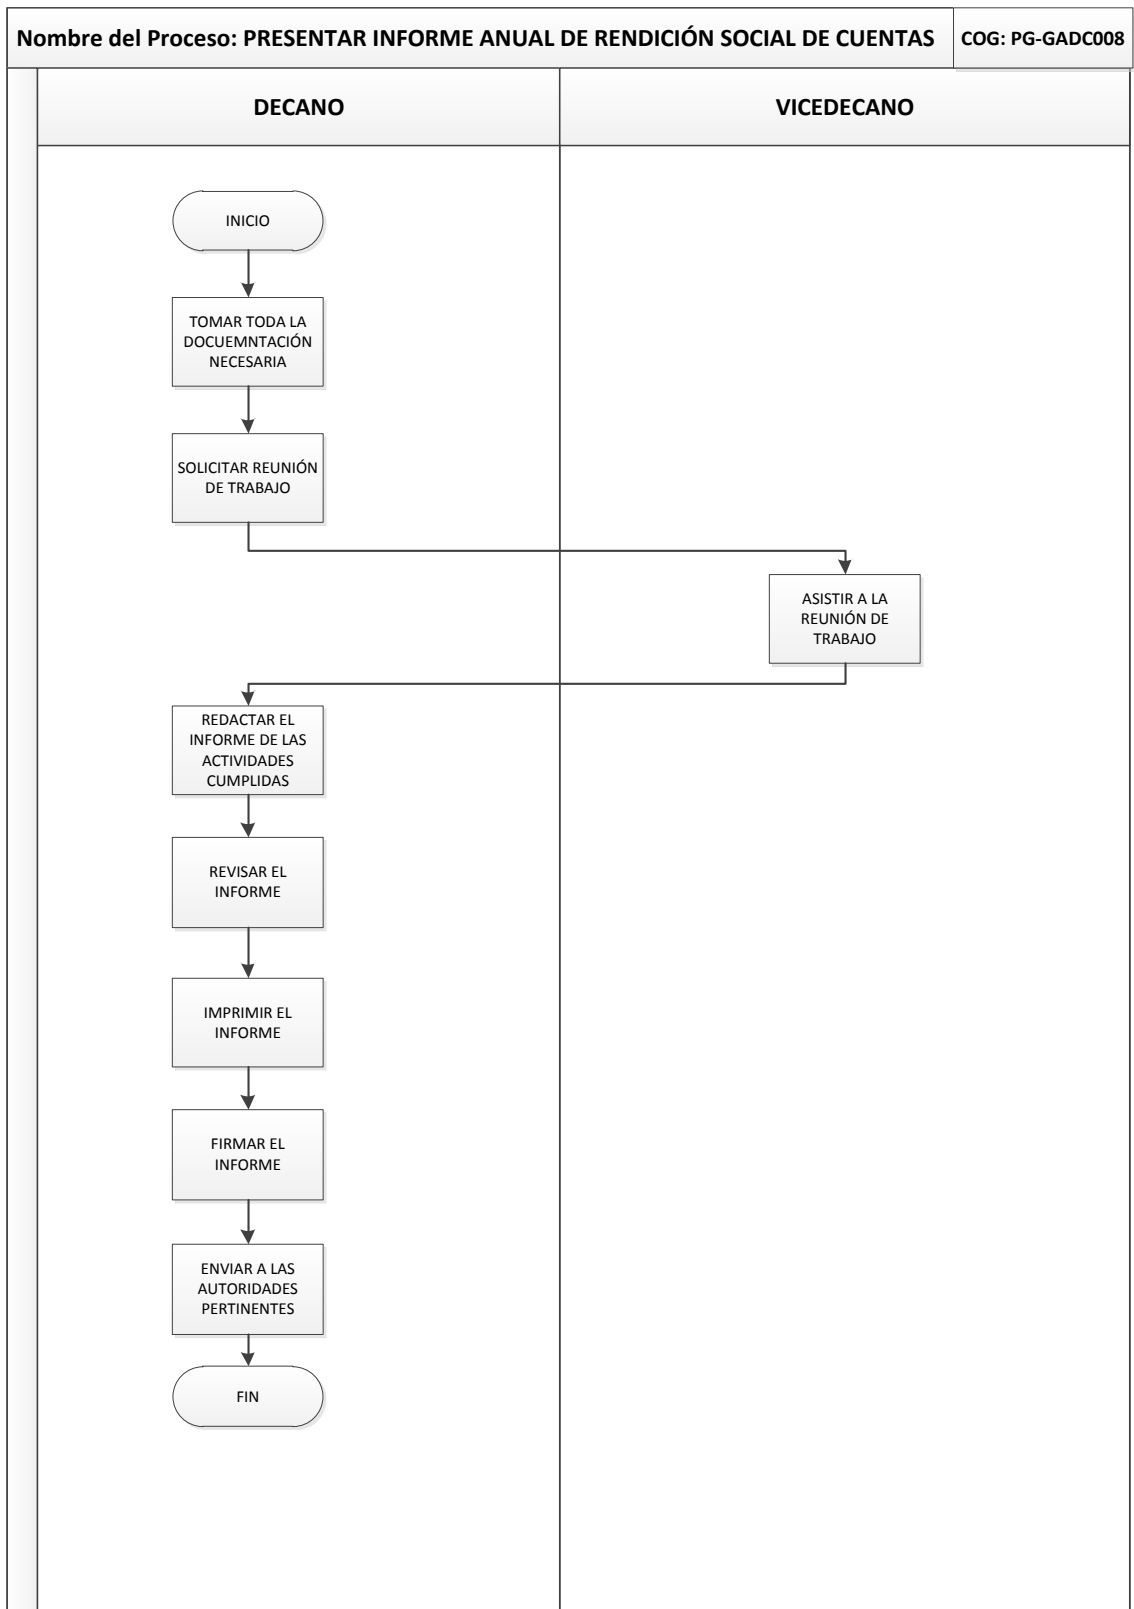 Nombre del Proceso: PRESENTAR INFORME ANUAL DE RENDICIÓN SOCIAL DE CUENTAS
COG: PG-GADC008
DECANO
VICEDECANO
INICIO
TOMAR TODA LA
DOCUEMNTACIÓN
NECESARIA
SOLICITAR REUNIÓN
DE TRABAJO
ASISTIR A LA
REUNIÓN DE
TRABAJO
REDACTAR EL
INFORME DE LAS
ACTIVIDADES
CUMPLIDAS
REVISAR EL
INFORME
IMPRIMIR EL
INFORME
FIRMAR EL
INFORME
ENVIAR A LAS
AUTORIDADES
PERTINENTES
FIN